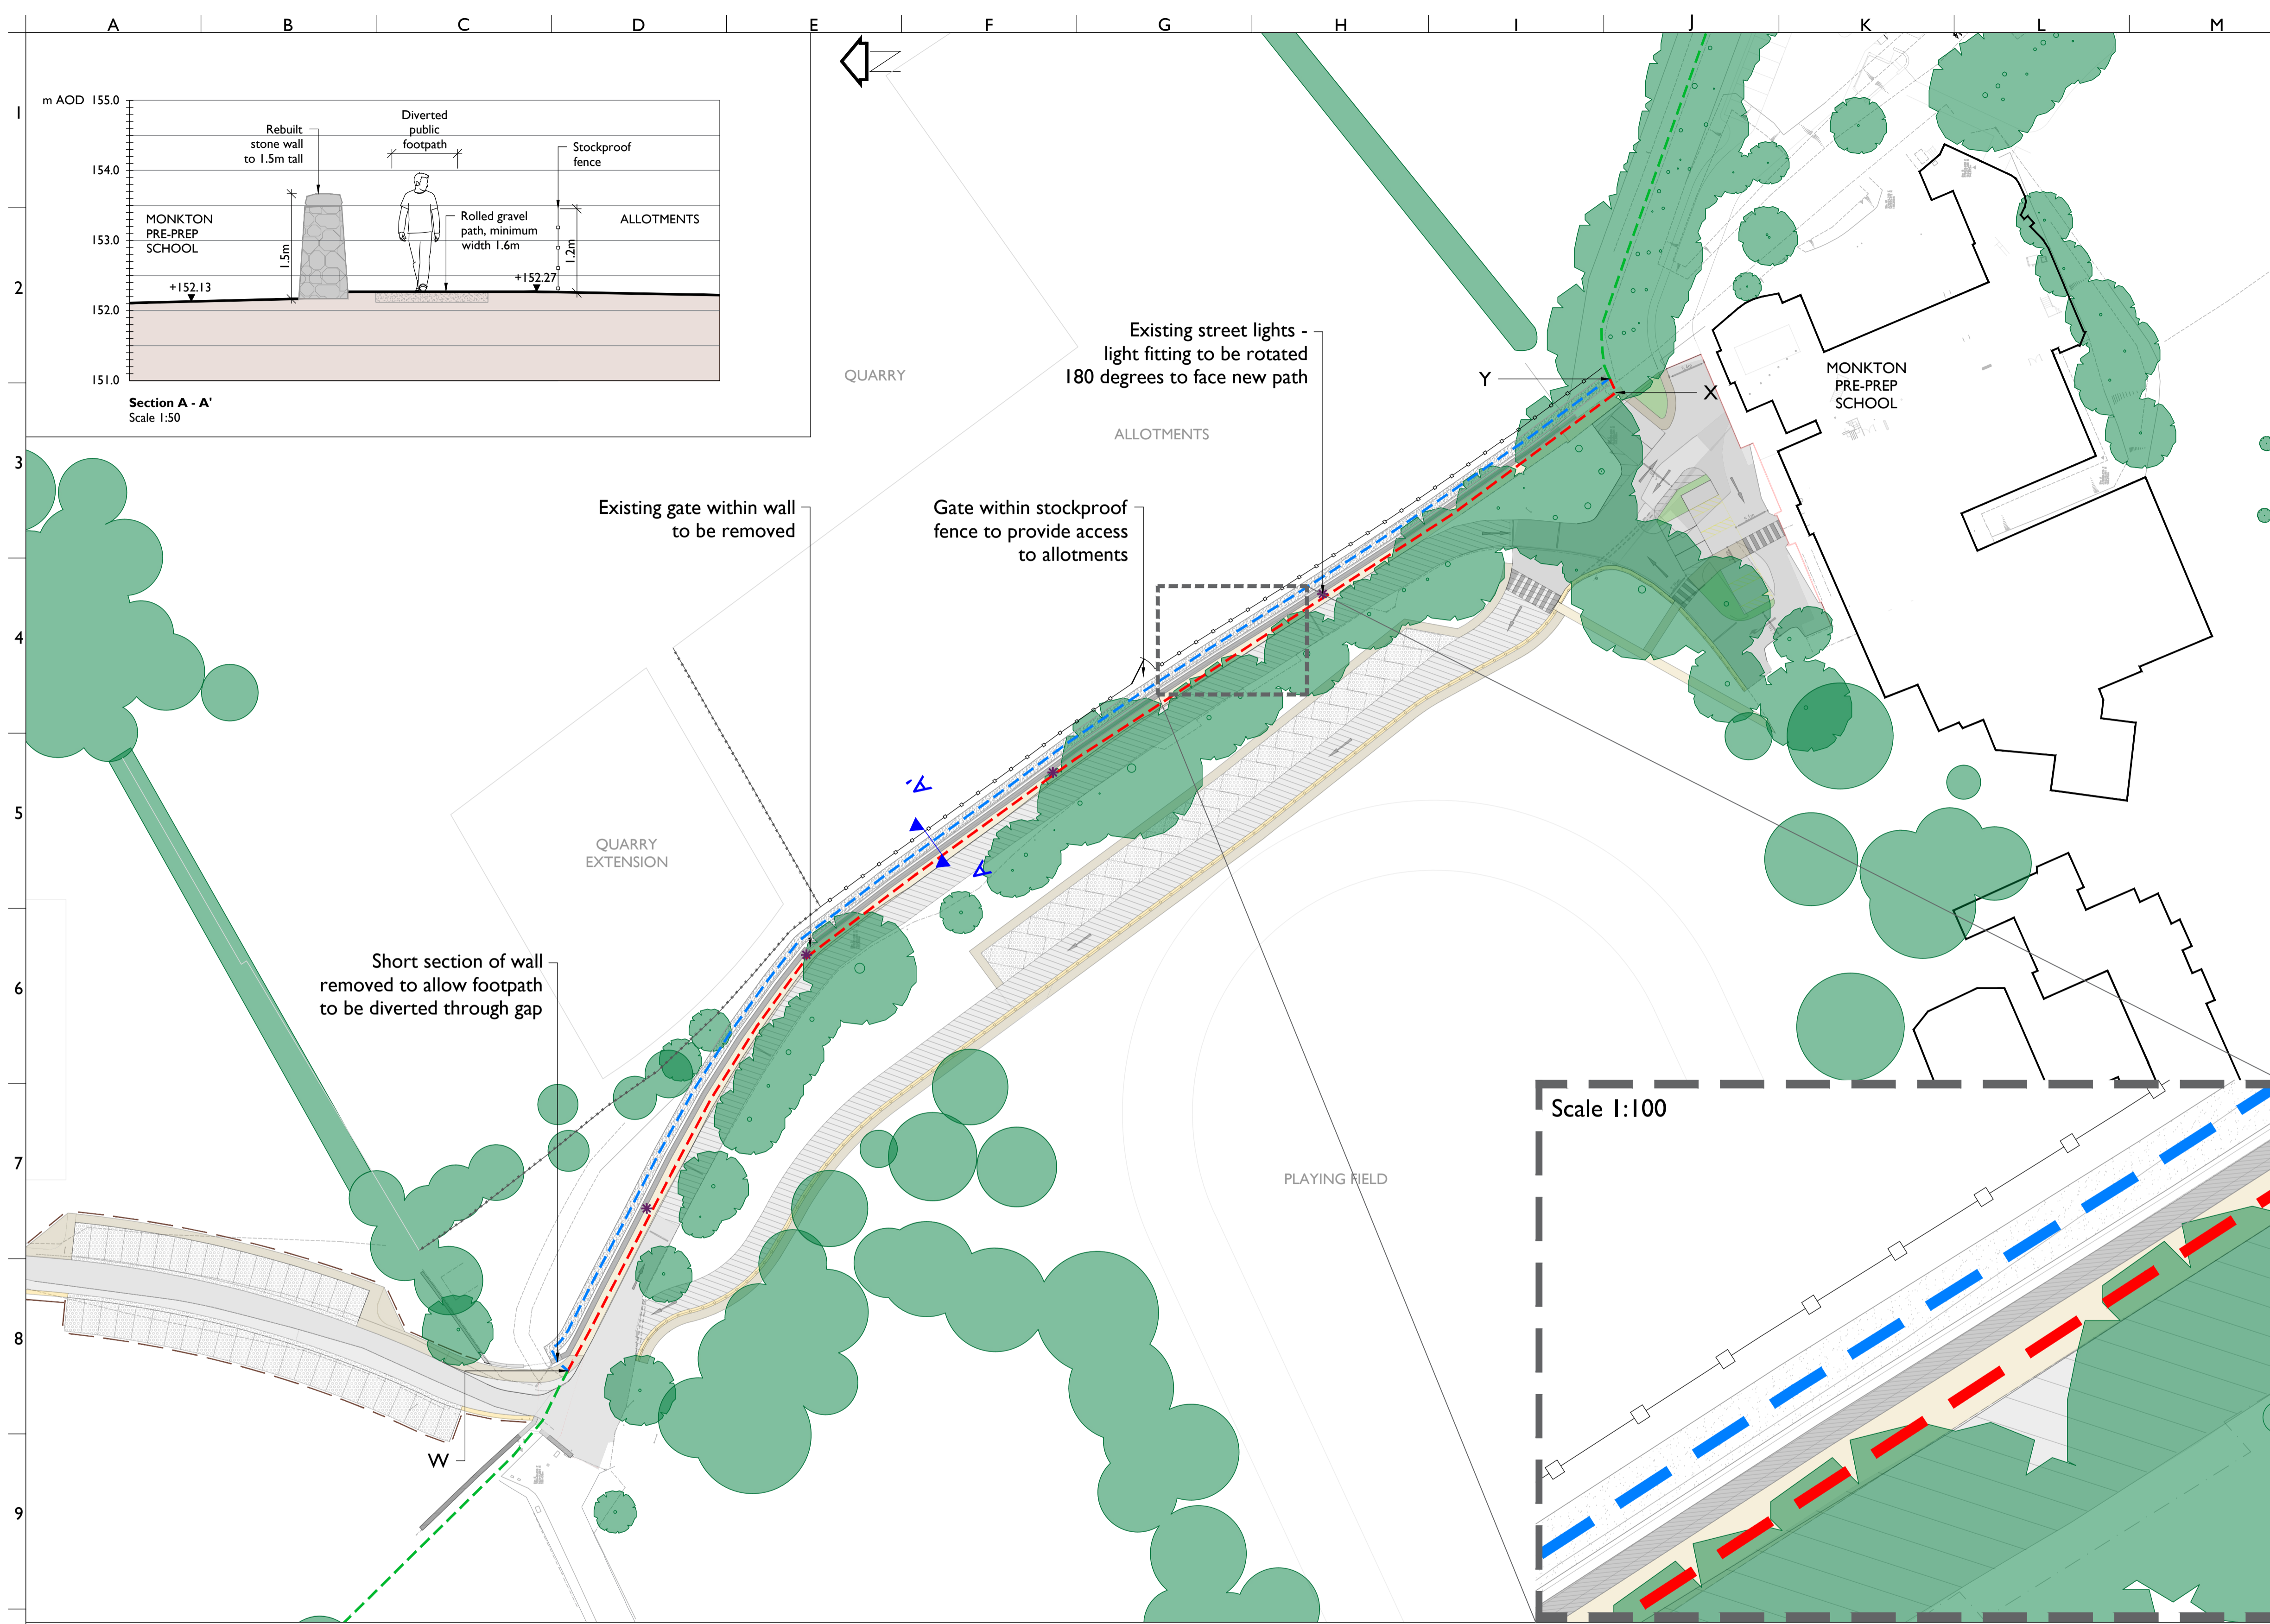 A B C D E F G H I J K L M
1
2
3
4
5
6
7
8
9
N
m AOD 155.0
154.0
153.0
152.0
151.0
Rebuilt
stone wall
to 1.5m tall
Diverted
public
footpath
Stockproof
fence
MONKTON
PRE-PREP
SCHOOL
1.5m
Rolled gravel
path, minimum
width 1.6m
1.2m
ALLOTMENTS
+152.13
+152.27
Section A - A'
Scale 1:50
QUARRY
Existing street lights -
light fitting to be rotated
180 degrees to face new path
Y
X
MONKTON
PRE-PREP
SCHOOL
ALLOTMENTS
Existing gate within wall
to be removed
Gate within stockproof
fence to provide access
to allotments
A'
A
QUARRY
EXTENSION
Short section of wall
removed to allow footpath
to be diverted through gap
Scale 1:100
PLAYING FIELD
W